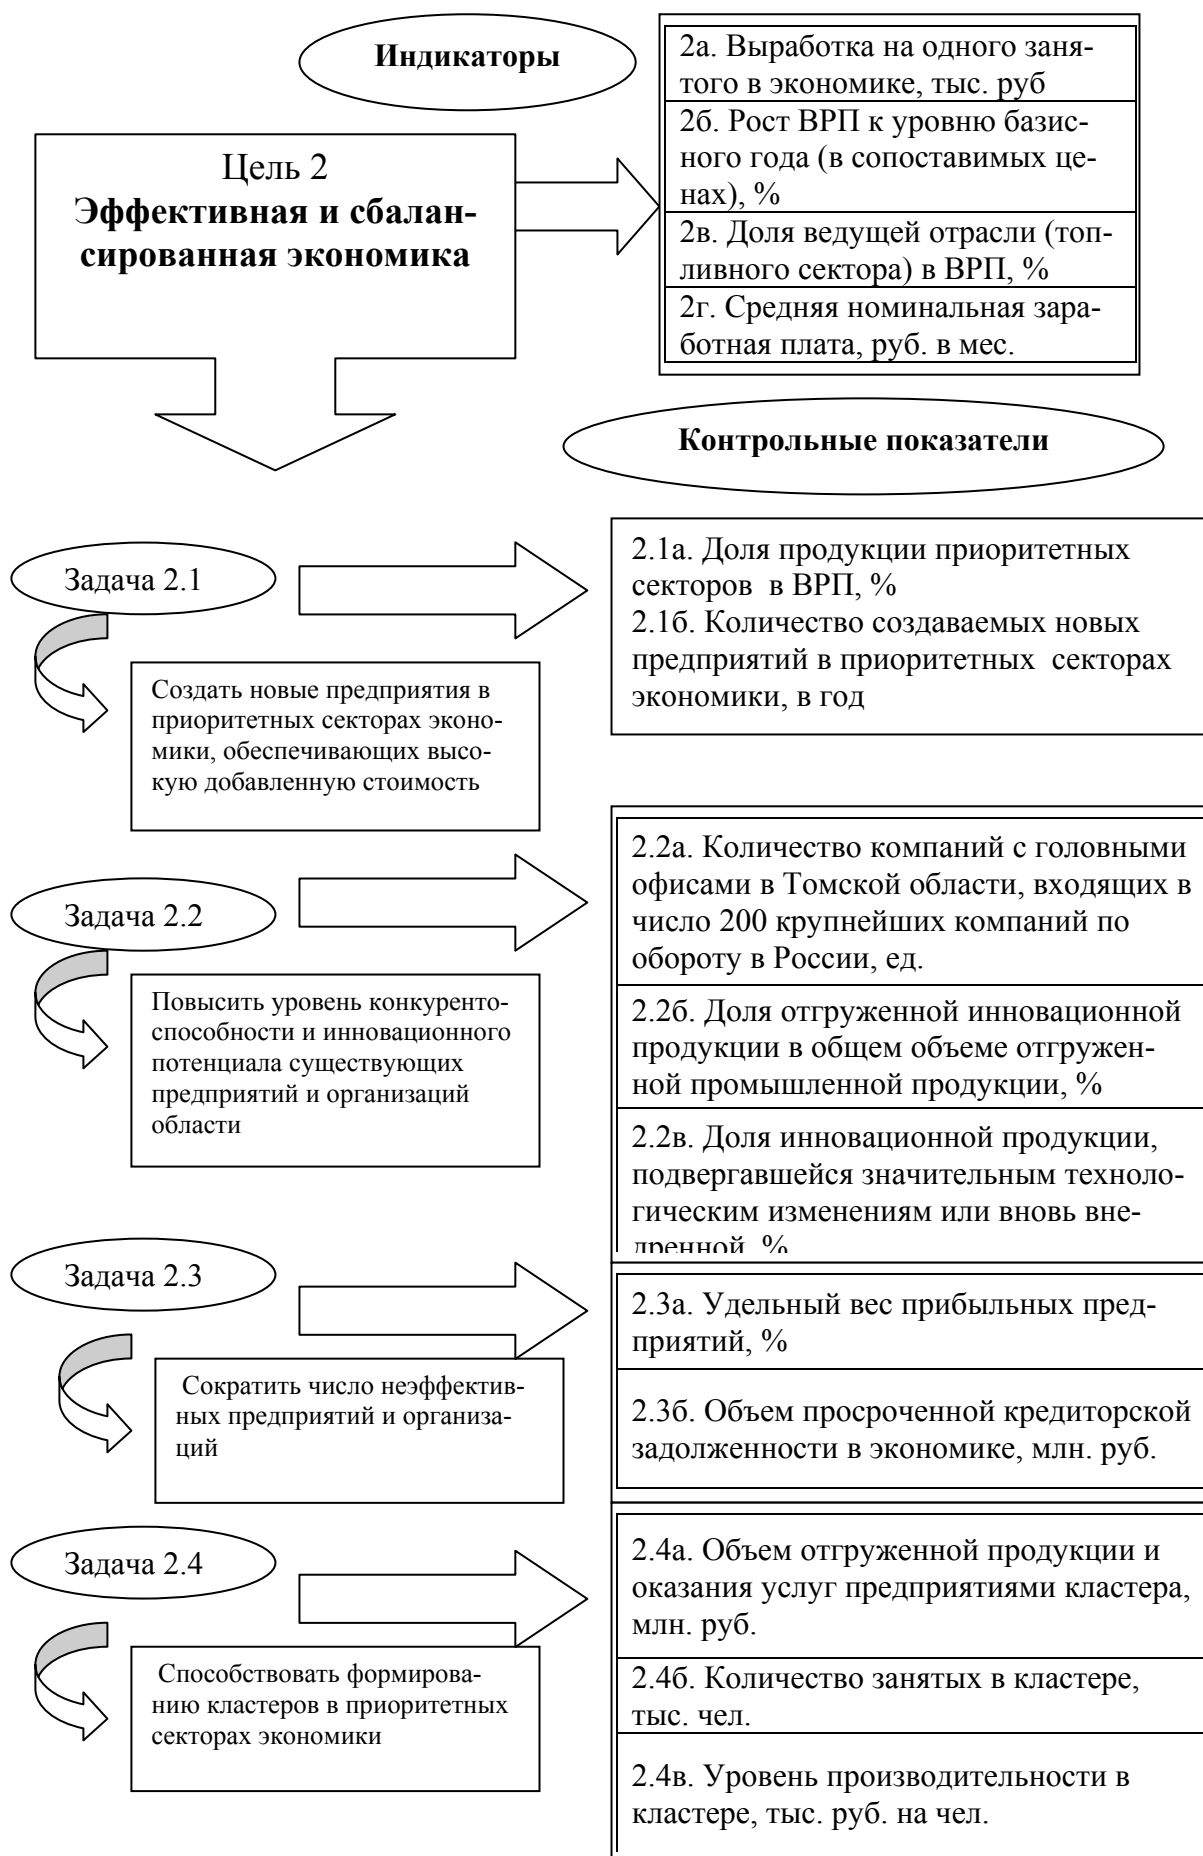 Индикаторы
2а. Выработка на одного заня-
того в экономике, тыс. руб
2б. Рост ВРП к уровню базис-
ного года (в сопоставимых це-
нах), %
2в. Доля ведущей отрасли (топ-
ливного сектора) в ВРП, %
2г. Средняя номинальная зара-
ботная плата, руб. в мес.
Цель 2
Эффективная и сбалан-
сированная экономика
Контрольные показатели
Задача 2.1
Создать новые предприятия в
приоритетных секторах эконо-
мики, обеспечивающих высо-
кую добавленную стоимость
2.1а. Доля продукции приоритетных
секторов в ВРП, %
2.1б. Количество создаваемых новых
предприятий в приоритетных секторах
экономики, в год
Задача 2.2
Повысить уровень конкуренто-
способности и инновационного
потенциала существующих
предприятий и организаций
области
2.2а. Количество компаний с головными
офисами в Томской области, входящих в
число 200 крупнейших компаний по
обороту в России, ед.
2.2б. Доля отгруженной инновационной
продукции в общем объеме отгружен-
ной промышленной продукции, %
2.2в. Доля инновационной продукции,
подвергавшейся значительным техноло-
гическим изменениям или вновь вне-
дренной, %
Задача 2.3
Сократить число неэффектив-
ных предприятий и организа-
ций
2.3а. Удельный вес прибыльных пред-
приятий, %
2.3б. Объем просроченной кредиторской
задолженности в экономике, млн. руб.
Задача 2.4
Способствовать формирова-
нию кластеров в приоритетных
секторах экономики
2.4а. Объем отгруженной продукции и
оказания услуг предприятиями кластера,
млн. руб.
2.4б. Количество занятых в кластере,
тыс. чел.
2.4в. Уровень производительности в
кластере, тыс. руб. на чел.